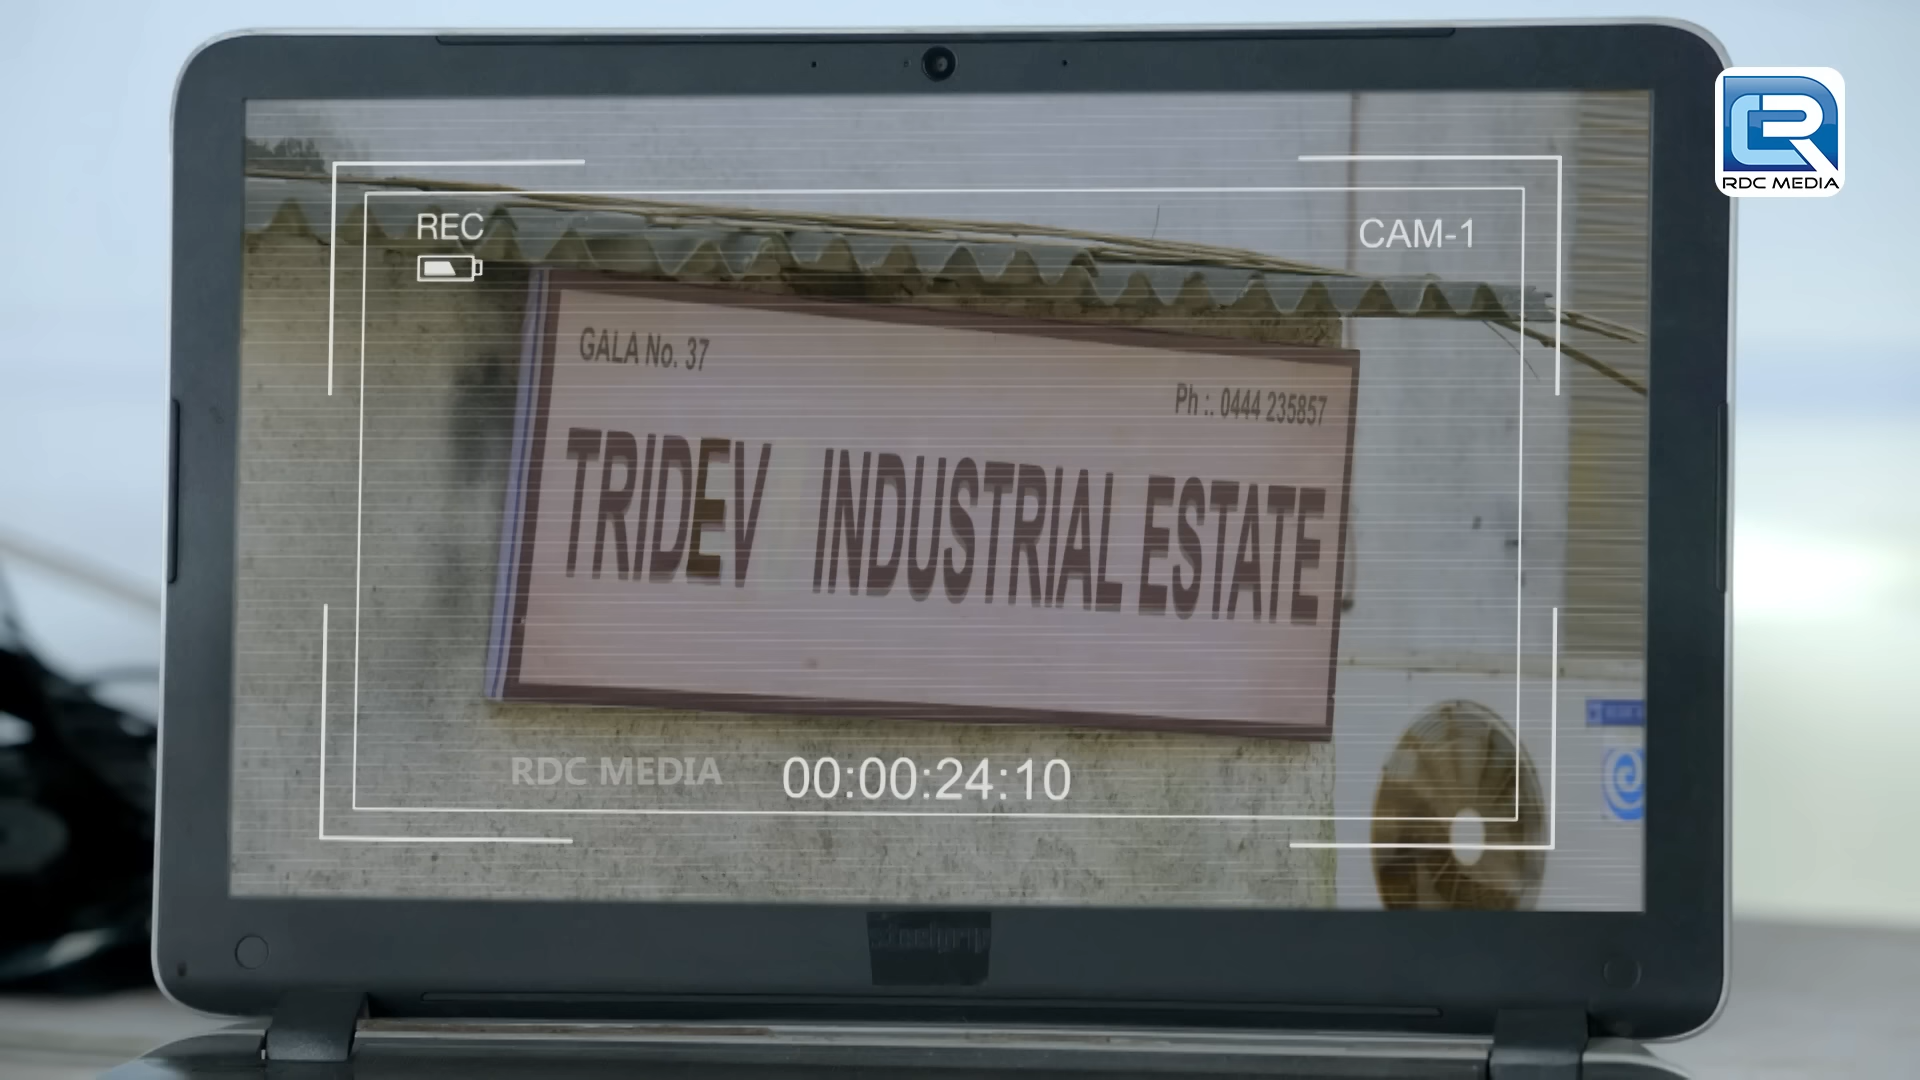 RDC MEDIA
REC
CAM-1
GALA No. 37
Ph :. 0444 235857
TRIDEV INDUSTRIAL ESTATE
RDC MEDIA
00:00:24:10